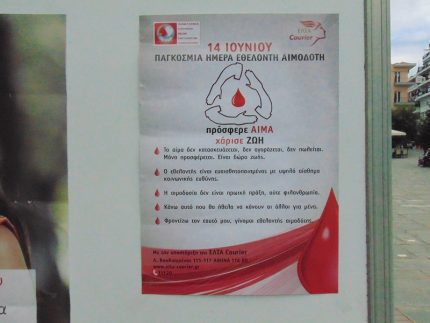 14 ΙΟΥΝΙΟΥ
ΕΛΤΑ
Courier
ΠΑΓΚΟΣΜΙΑ ΗΜΕΡΑ ΕΘΕΛΟΝΤΗ ΑΙΜΟΔΟΤΗ
πρόσφερε ΑΙΜΑ
χάρισε ΖΩΗ
Το αίμα δεν κατασκευάζεται, δεν αγοράζεται, δεν πωλείται.
Μόνο προσφέρεται. Είναι δώρο ζωής.
Ο εθελοντής είναι ευαισθητοποιημένος με υψηλό αίσθημα
κοινωνικής ευθύνης.
Η αιμοδοσία δεν είναι ηρωική πράξη, ούτε φιλανθρωπία.
Κάνω αυτό που θα ήθελα να κάνουν οι άλλοι για μένα.
Φροντίζω τον εαυτό μου, γίνομαι εθελοντής αιμοδότης.
Με την υποστήριξη της ΕΛΤΑ Courier
115-117 ΑΘΗΝΑ
www.elta-courier.gr